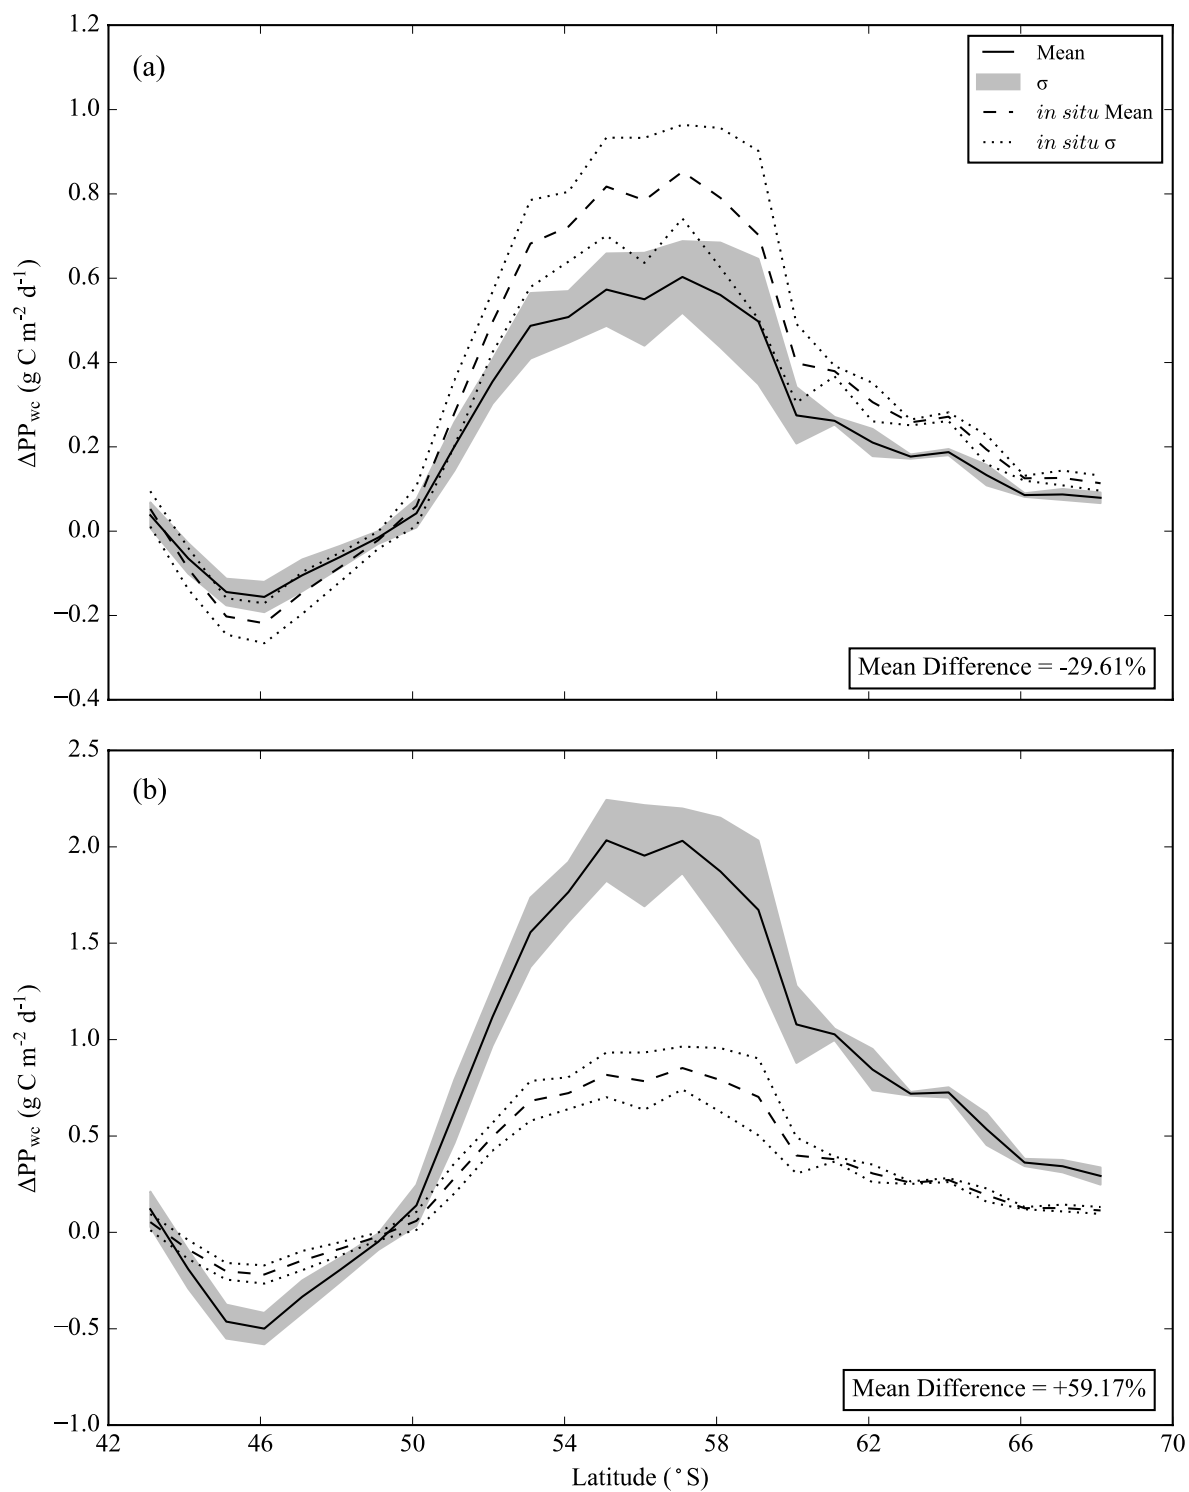 (a)
Mean
σ
in situ Mean
in situ σ
1.2
1.0
0.8
0.6
0.4
0.2
0.0
−0.2
−0.4
ΔPPwc (g C m-2 d-1)
Mean Difference = -29.61%
(b)
2.5
2.0
1.5
1.0
0.5
0.0
−0.5
−1.0
ΔPPwc (g C m-2 d-1)
Mean Difference = +59.17%
42 46 50 54 58 62 66 70
Latitude (°S)